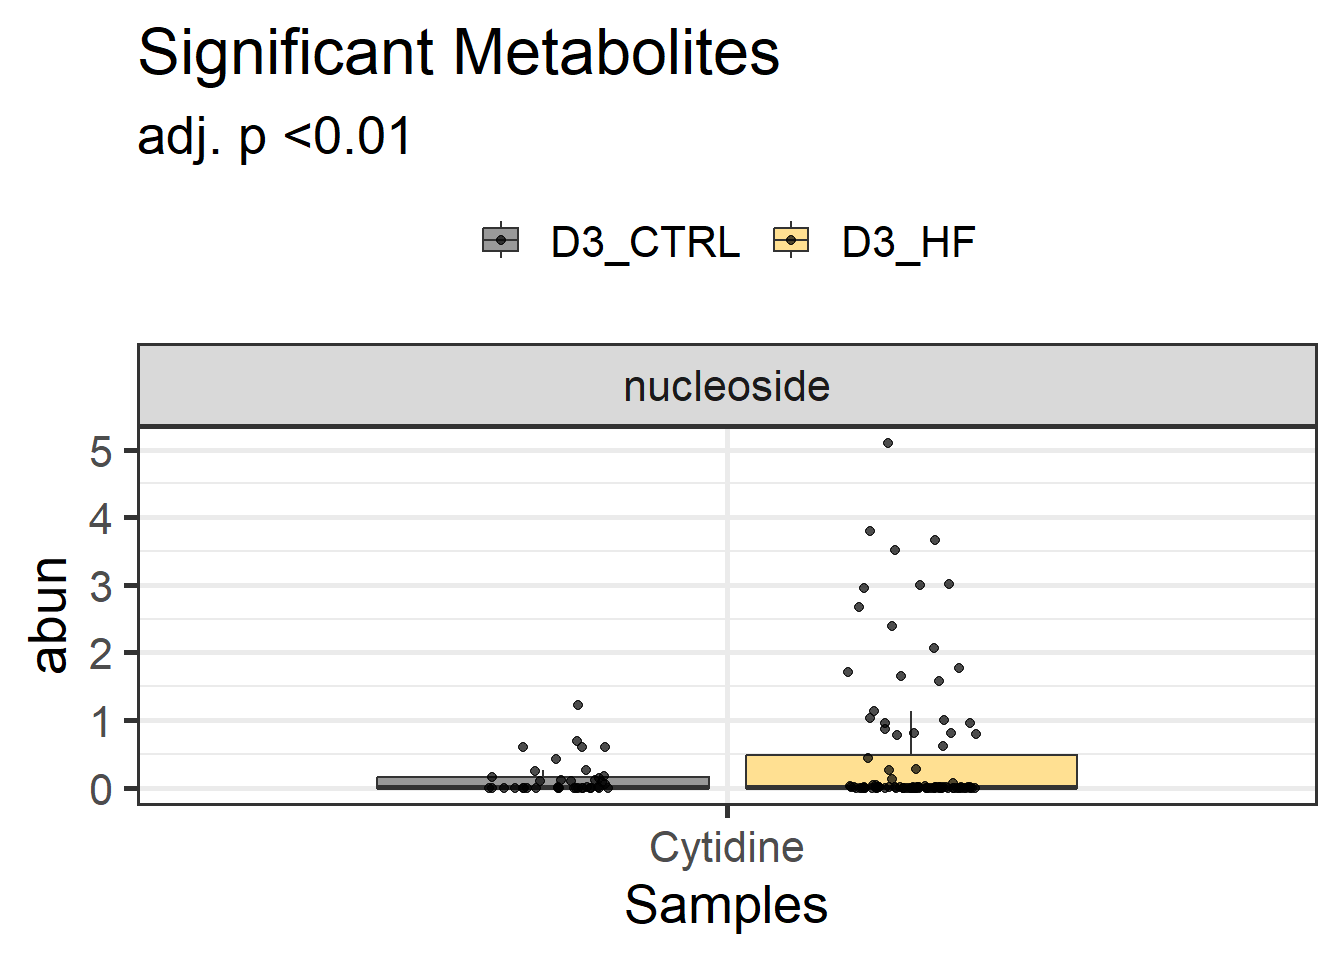 Significant Metabolites
adj. p <0.01
D3_CTRL D3_HF
nucleoside
5
4
3
2
1
0
abun
Cytidine
Samples